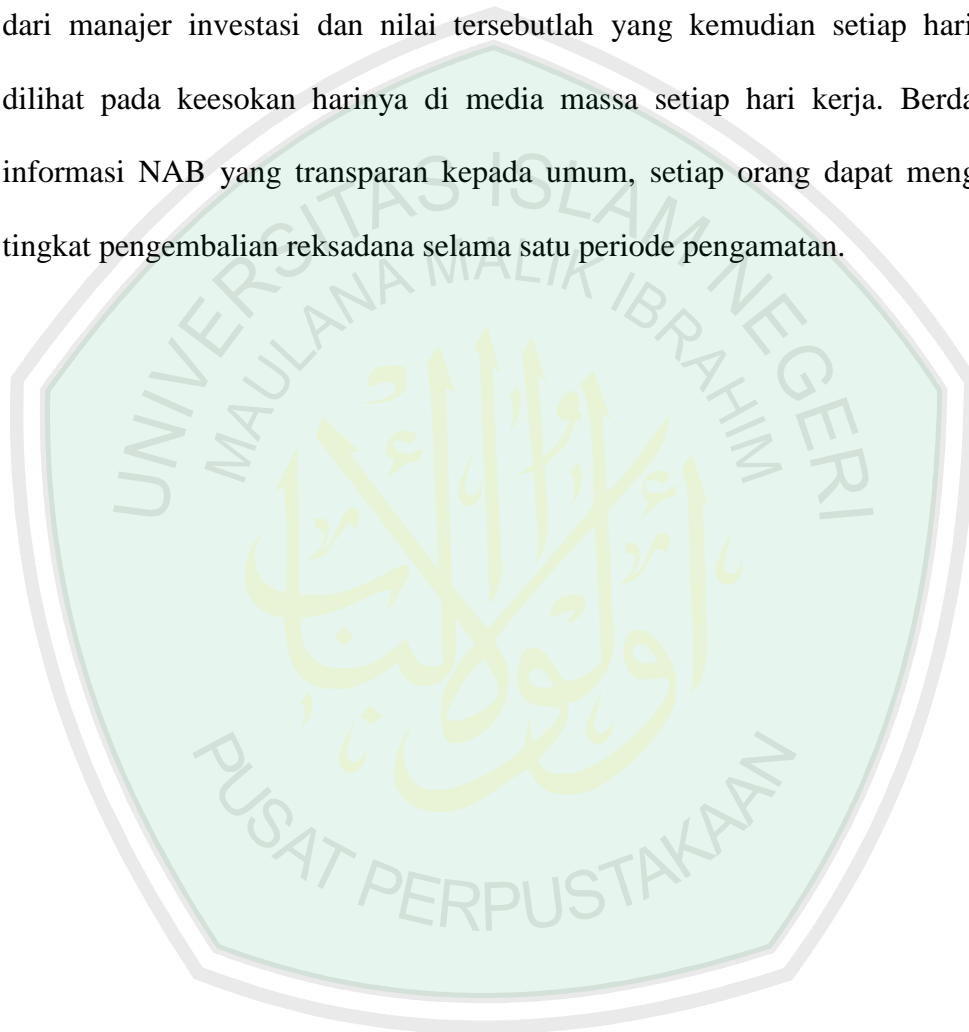 dari manajer investasi dan nilai tersebutlah yang kemudian setiap hari
dilihat pada keesokan harinya di media massa setiap hari kerja. Berda
informasi NAB yang transparan kepada umum, setiap orang dapat meng
tingkat pengembalian reksadana selama satu periode pengamatan.
UNIVERSITAS ISLAM NEGERI
MAULANA MALIK IBRAHIM
أولوا الألباب
PUSAT PERPUSTAKAAN